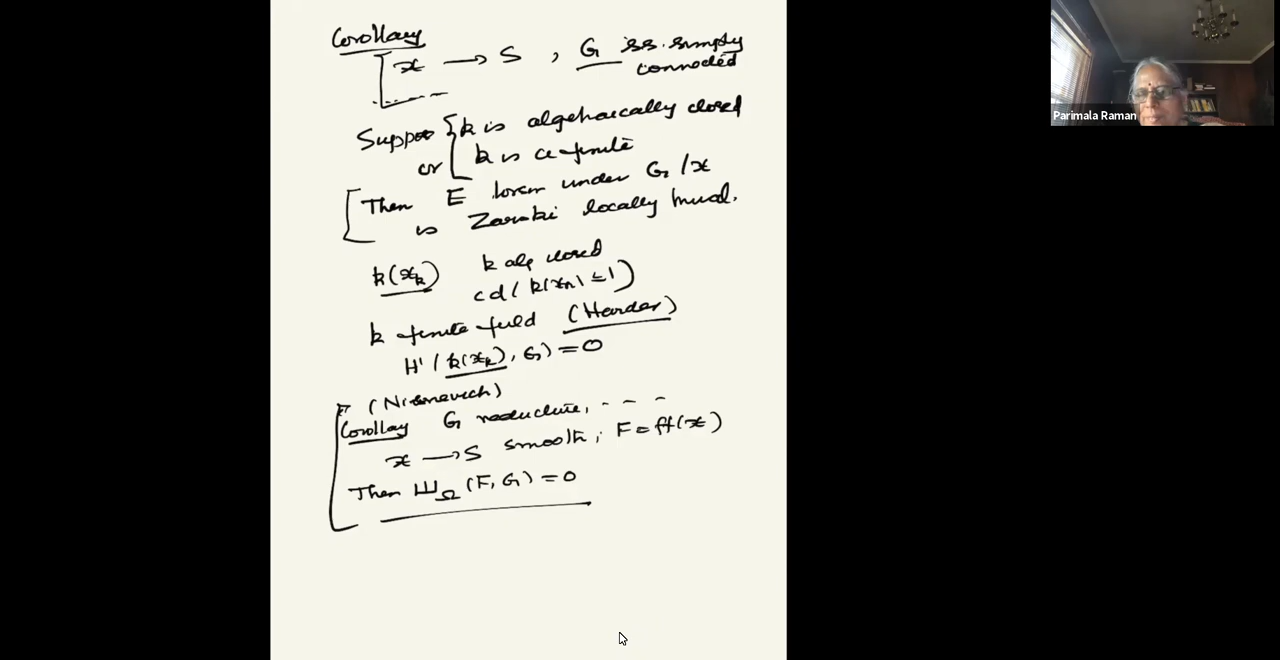 Corollary
𝒳 → S , G ss. simply
connected
Suppose { k is algebraically closed
or k is a finite
Then E torsor under G/𝒳
is Zariski locally trivial.
k(𝒳_k) k alg closed
cd(k(𝒳_k) ≤ 1)
k finite field (Harder)
H¹(k(𝒳_k), G) = 0
(Nisnevich)
Corollary G reductive, - - -
𝒳 → S smooth; F = ff(𝒳)
Then Ш_Ω (F, G) = 0
Parimala Raman